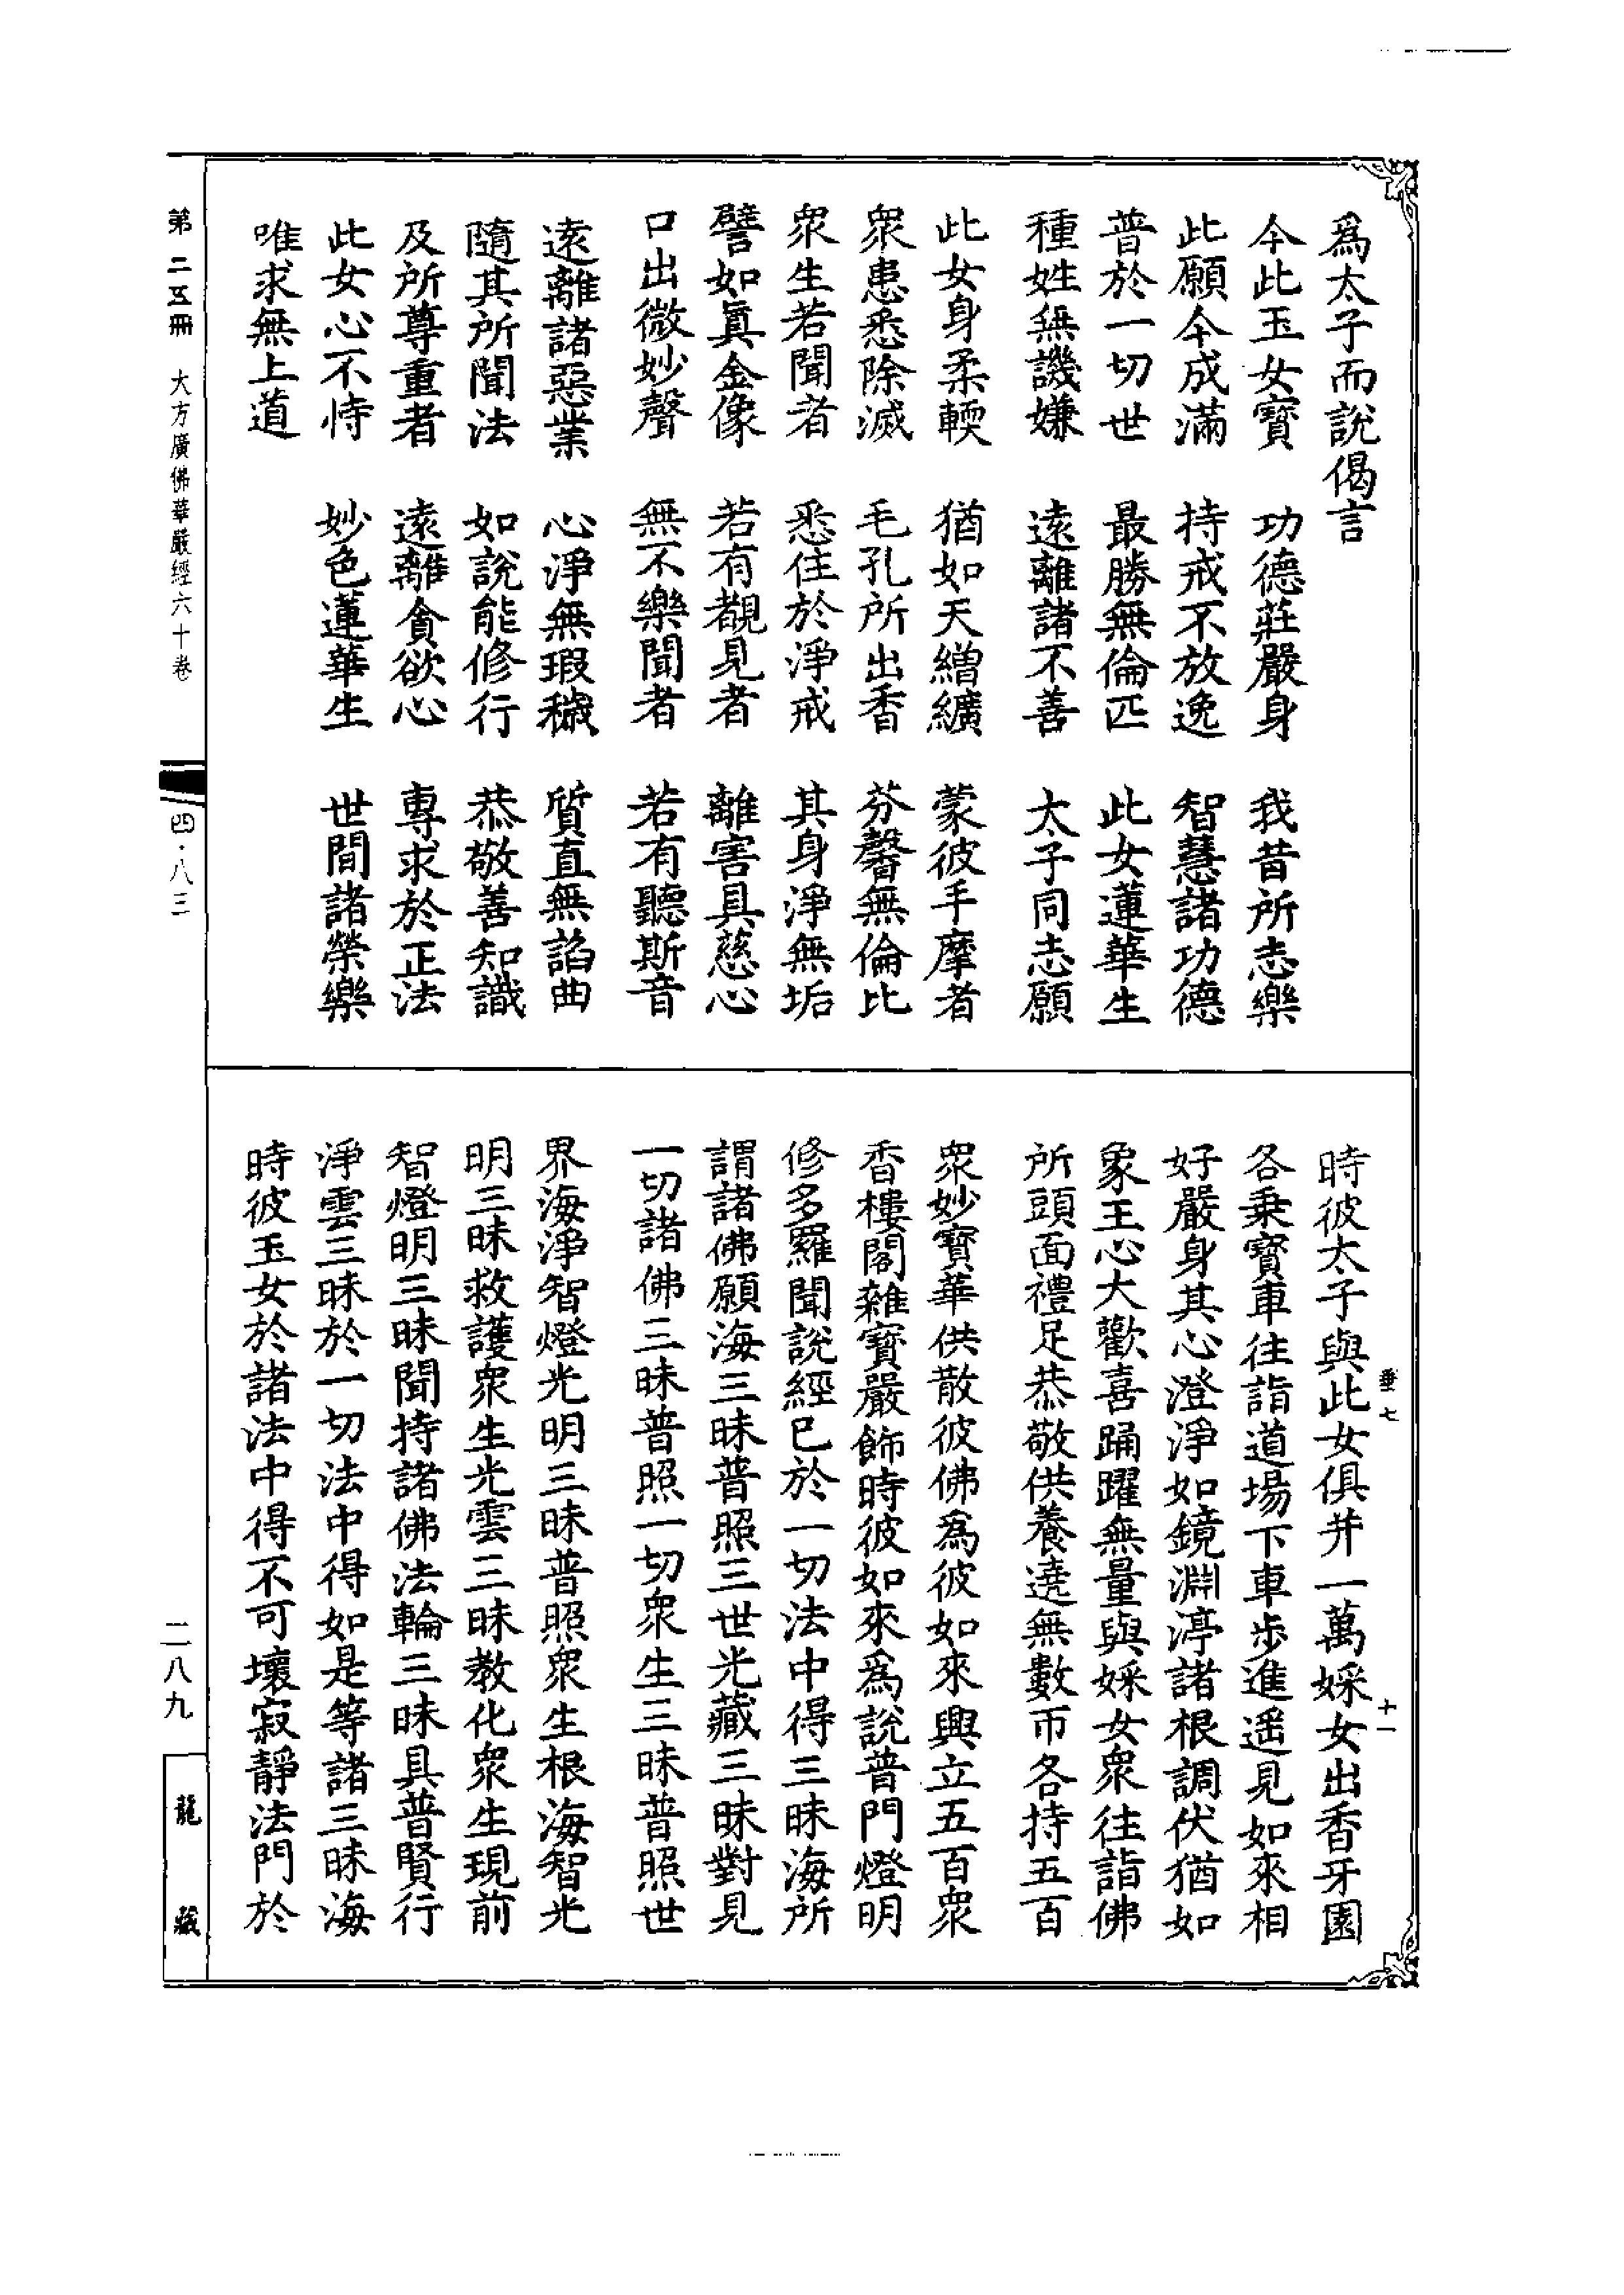 為太子而說偈言
今此玉女寶　功德莊嚴身　我昔所志樂
此願今成滿　持戒不放逸　智慧諸功德
普於一切世　最勝無倫匹　此女蓮華生
種姓無譏嫌　遠離諸不善　太子同志願
此女身柔輭　猶如天繒纊　蒙彼手摩者
衆患悉除滅　毛孔所出香　芬馨無倫比
衆生若聞者　悉住於淨戒　其身淨無垢
譬如眞金像　若有覩見者　離害具慈心
口出微妙聲　無不樂聞者　若有聽斯音
遠離諸惡業　心淨無瑕穢　質直無諂曲
隨其所聞法　如說能修行　恭敬善知識
及所尊重者　遠離貪欲心　專求於正法
此女心不恃　妙色蓮華生　世間諸榮樂
唯求無上道
垂七　十一
時彼太子與此女俱并一萬婇女出香牙園
各乘寶車往詣道場下車步進遥見如來相
好嚴身其心澄淨如鏡淵渟諸根調伏猶如
象王心大歡喜踊躍無量與婇女衆往詣佛
所頭面禮足恭敬供養遶無數帀各持五百
衆妙寶華供散彼佛為彼如來興立五百衆
香樓閣雜寶嚴飾時彼如來爲說普門燈明
修多羅聞說經已於一切法中得三昧海所
謂諸佛願海三昧普照三世光藏三昧對見
一切諸佛三昧普照一切衆生三昧普照世
界海淨智燈光明三昧普照衆生根海智光
明三昧救護衆生光雲三昧教化衆生現前
智燈明三昧聞持諸佛法輪三昧具普賢行
淨雲三昧於一切法中得如是等諸三昧海
時彼玉女於諸法中得不可壞寂靜法門於
第二五冊　大方廣佛華嚴經六十卷　四·八三　二八九　龍藏